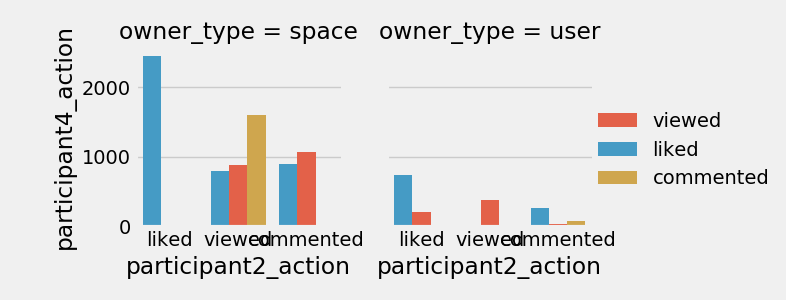 owner_type = space
owner_type = user
participant4_action
2000
1000
0
liked
viewed
commented
liked
viewed
commented
participant2_action
participant2_action
viewed
liked
commented